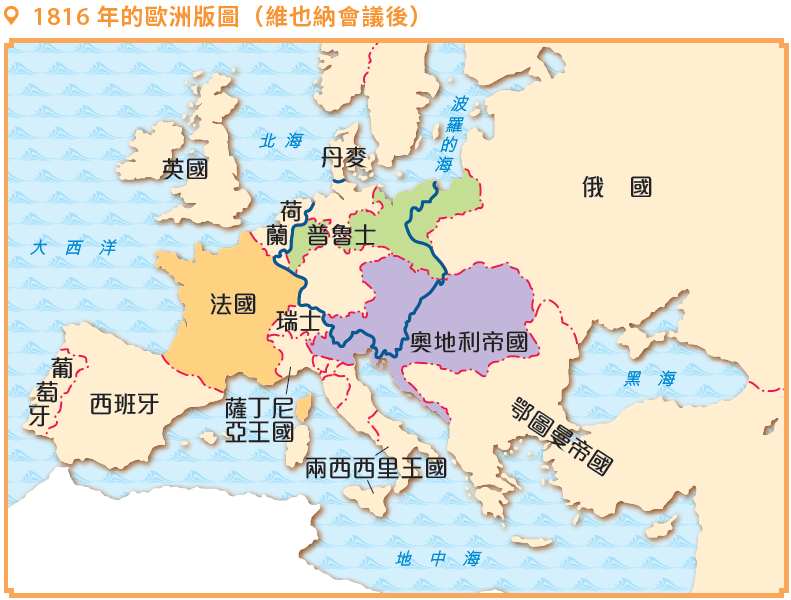 1816 年的歐洲版圖（維也納會議後）
波羅的海
北海
丹麥
英國
俄國
荷蘭
普魯士
大西洋
法國
瑞士
奧地利帝國
葡萄牙
西班牙
黑海
薩丁尼
亞王國
鄂圖曼帝國
兩西西里王國
地中海